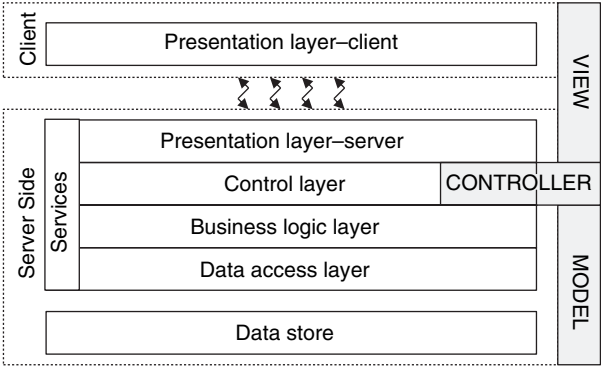 Client
Presentation layer–client
VIEW
Server Side
Services
Presentation layer–server
Control layer
CONTROLLER
Business logic layer
Data access layer
MODEL
Data store